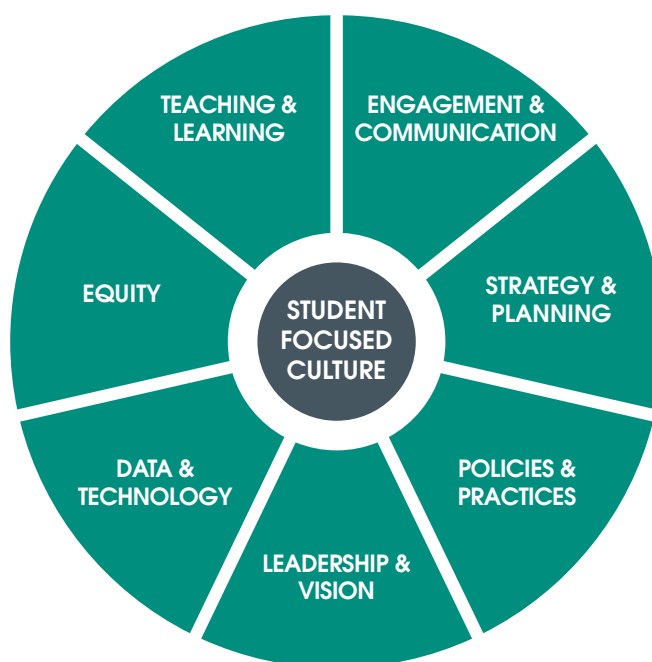 TEACHING &
LEARNING
ENGAGEMENT &
COMMUNICATION
EQUITY
STUDENT
FOCUSED
CULTURE
STRATEGY &
PLANNING
DATA &
TECHNOLOGY
POLICIES &
PRACTICES
LEADERSHIP &
VISION